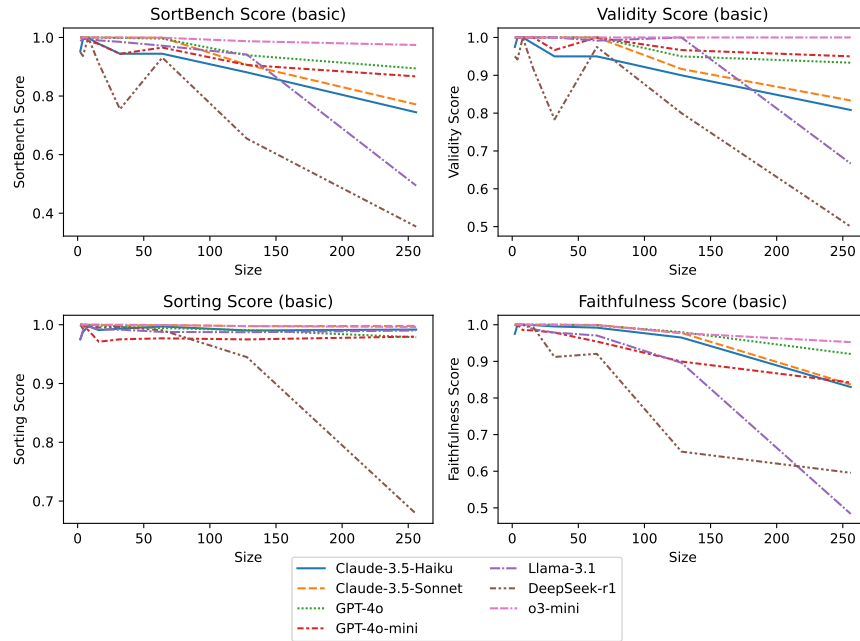 SortBench Score (basic)
SortBench Score
1.0
0.8
0.6
0.4
0
50
100
150
200
250
Size
Validity Score (basic)
Validity Score
1.0
0.9
0.8
0.7
0.6
0.5
0
50
100
150
200
250
Size
Sorting Score (basic)
Sorting Score
1.0
0.9
0.8
0.7
0
50
100
150
200
250
Size
Faithfulness Score (basic)
Faithfulness Score
1.0
0.9
0.8
0.7
0.6
0.5
0
50
100
150
200
250
Size
Claude-3.5-Haiku
Claude-3.5-Sonnet
GPT-4o
GPT-4o-mini
Llama-3.1
DeepSeek-r1
o3-mini